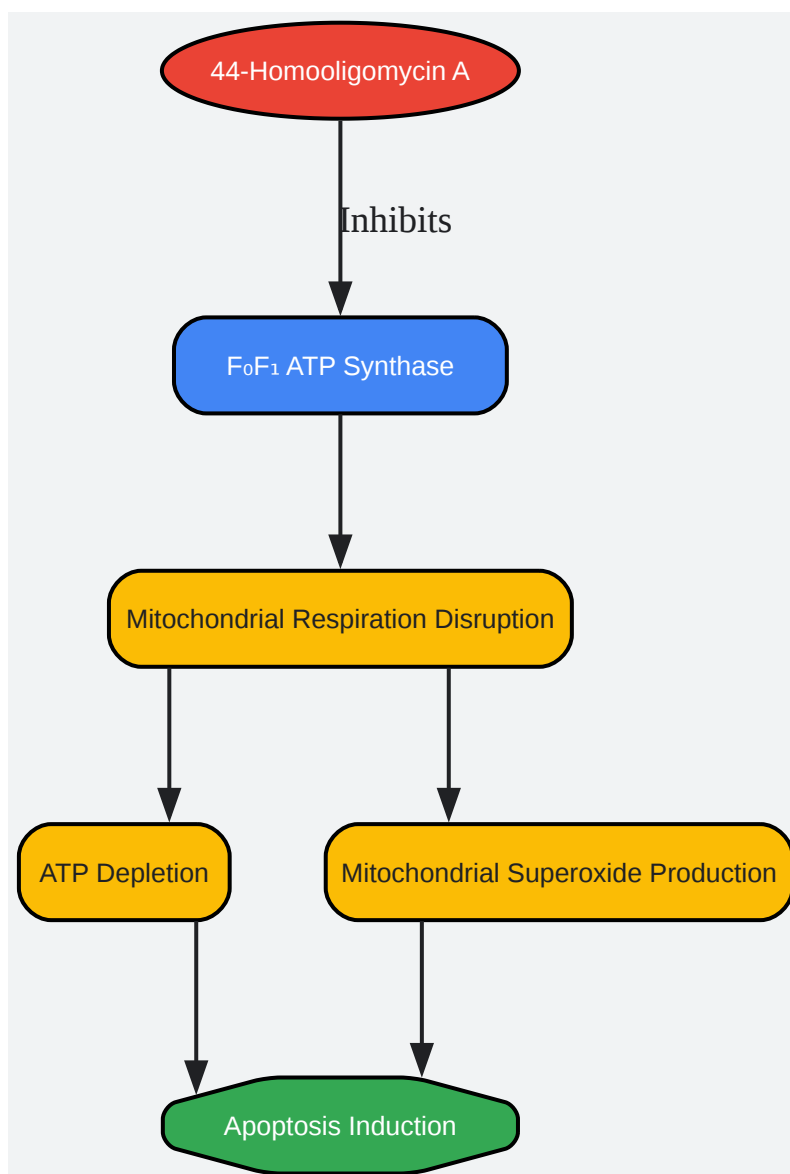 44-Homooligomycin A
Inhibits
F₀F₁ ATP Synthase
Mitochondrial Respiration Disruption
ATP Depletion
Mitochondrial Superoxide Production
Apoptosis Induction